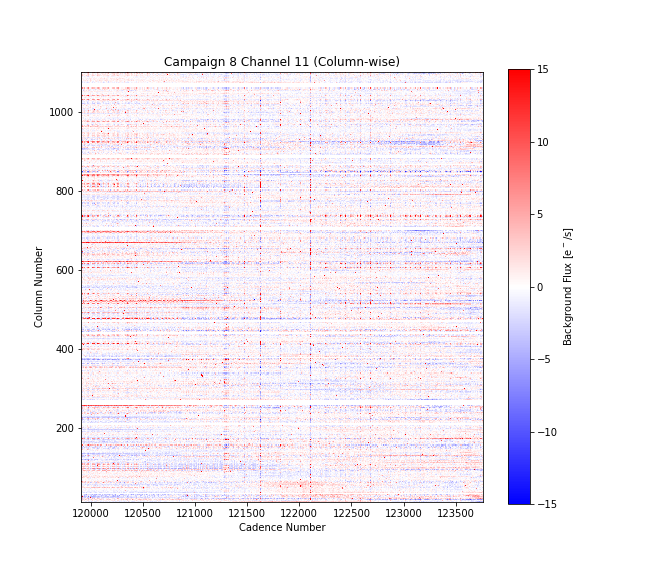 Campaign 8 Channel 11 (Column-wise)
1000
800
600
400
200
Column Number
120000 120500 121000 121500 122000 122500 123000 123500
Cadence Number
15
10
5
0
−5
−10
−15
Background Flux [e⁻/s]